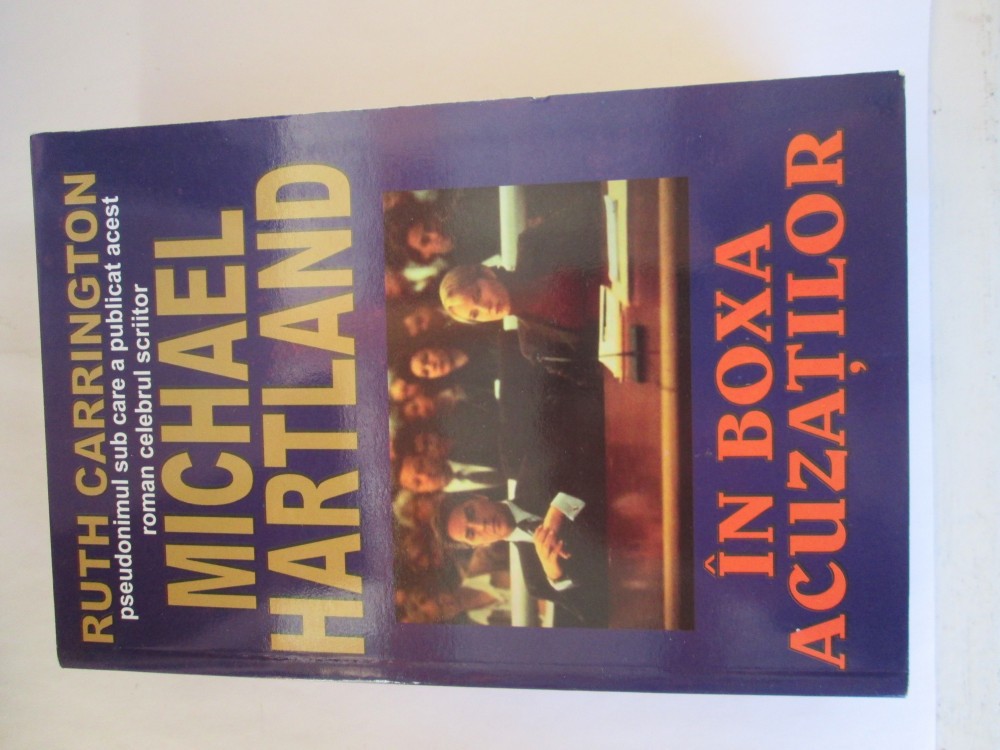 RUTH CARRINGTON
pseudonimul sub care a publicat acest
roman celebrul scriitor
MICHAEL
HARTLAND
ÎN BOXA
ACUZAȚILOR